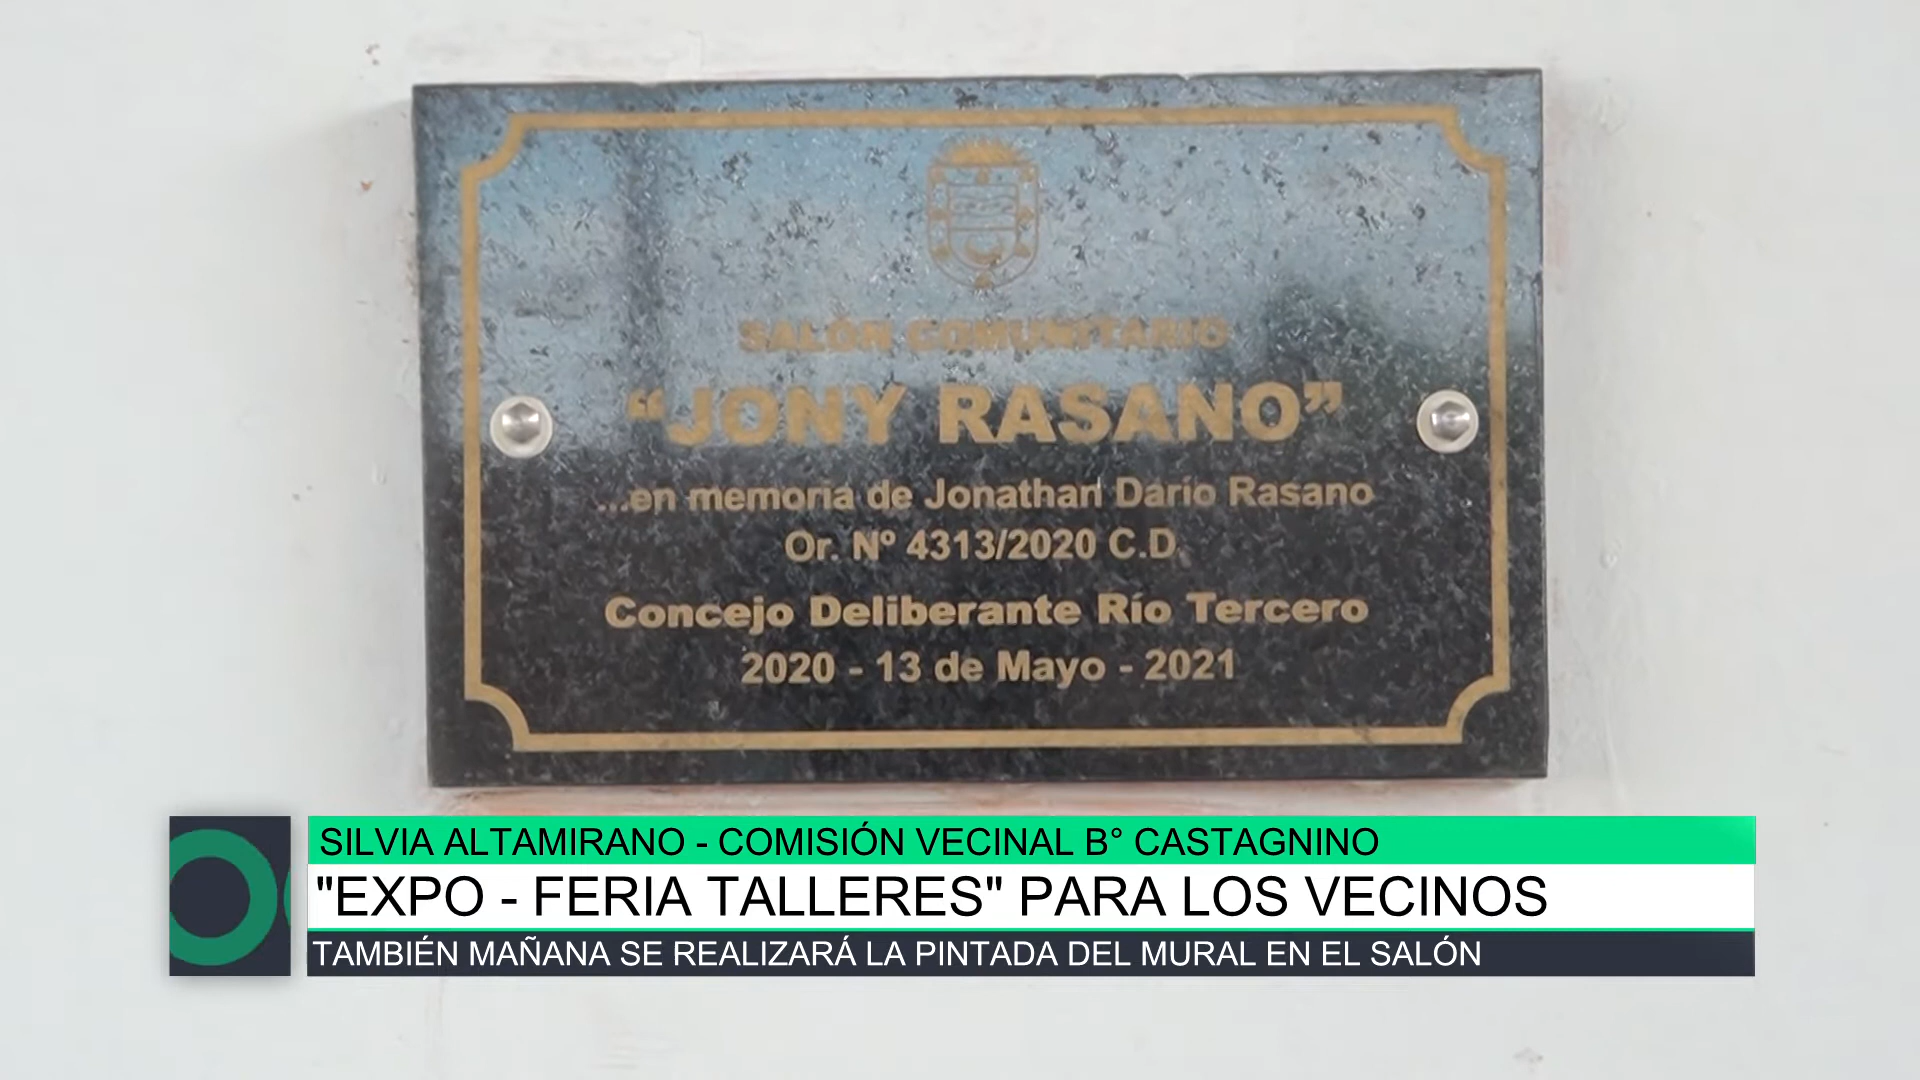 SALÓN COMUNITARIO
“JONY RASANO”
...en memoria de Jonathan Darío Rasano
Or. Nº 4313/2020 C.D.
Concejo Deliberante Río Tercero
2020 - 13 de Mayo - 2021
SILVIA ALTAMIRANO - COMISIÓN VECINAL B° CASTAGNINO
"EXPO - FERIA TALLERES" PARA LOS VECINOS
TAMBIÉN MAÑANA SE REALIZARÁ LA PINTADA DEL MURAL EN EL SALÓN